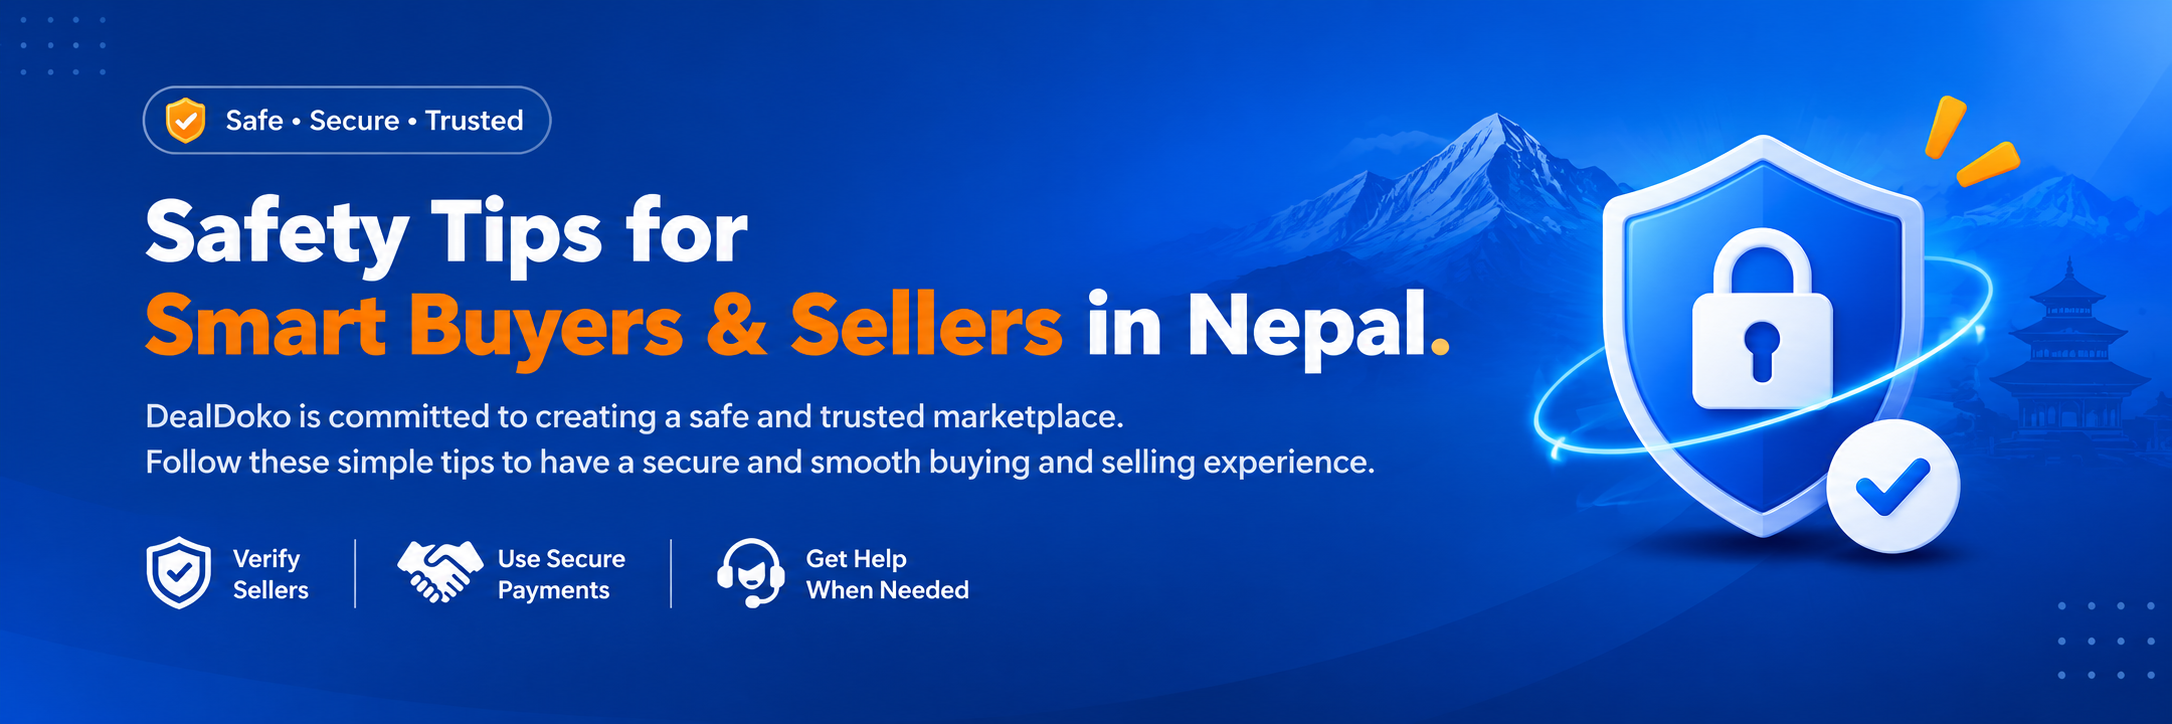 Safe • Secure • Trusted
Safety Tips for
Smart Buyers & Sellers in Nepal.
DealDoko is committed to creating a safe and trusted marketplace.
Follow these simple tips to have a secure and smooth buying and selling experience.
Verify
Sellers
Use Secure
Payments
Get Help
When Needed